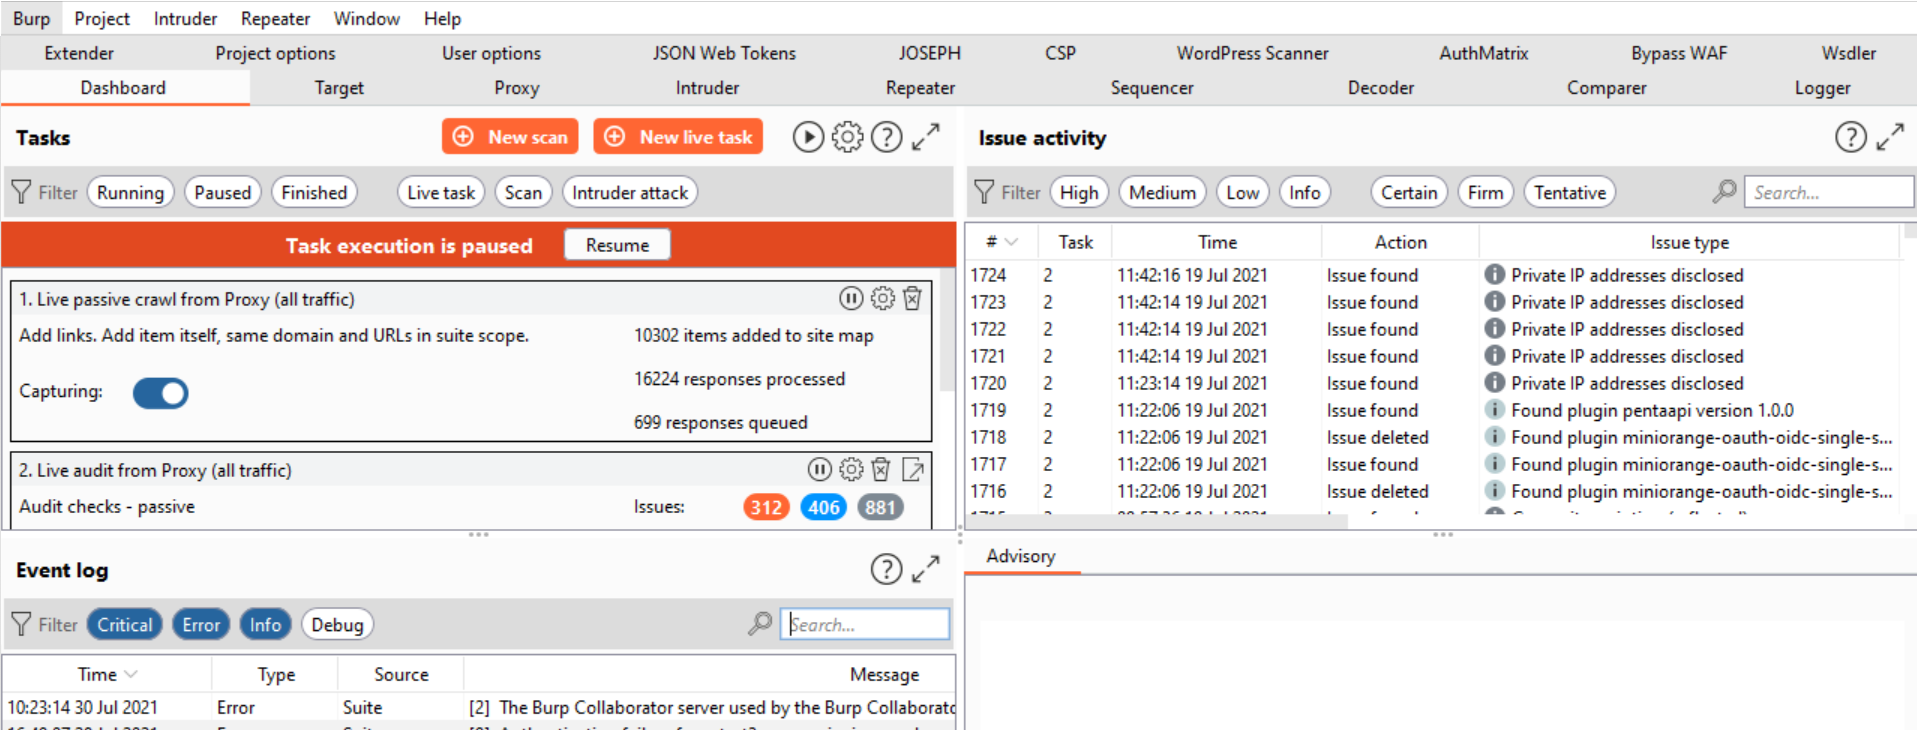 Burp Project Intruder Repeater Window Help
Extender Project options User options JSON Web Tokens JOSEPH CSP WordPress Scanner AuthMatrix Bypass WAF Wsdler
Dashboard Target Proxy Intruder Repeater Sequencer Decoder Comparer Logger
Tasks New scan New live task
Filter Running Paused Finished Live task Scan Intruder attack
Task execution is paused Resume
1. Live passive crawl from Proxy (all traffic)
Add links. Add item itself, same domain and URLs in suite scope. 10302 items added to site map
16224 responses processed
Capturing:
699 responses queued
2. Live audit from Proxy (all traffic)
Audit checks - passive Issues: 312 406 881
Event log
Filter Critical Error Info Debug Search...
Time Type Source Message
10:23:14 30 Jul 2021 Error Suite [2] The Burp Collaborator server used by the Burp Collaborato
Issue activity
Filter High Medium Low Info Certain Firm Tentative Search...
# Task Time Action Issue type
1724 2 11:42:16 19 Jul 2021 Issue found Private IP addresses disclosed
1723 2 11:42:14 19 Jul 2021 Issue found Private IP addresses disclosed
1722 2 11:42:14 19 Jul 2021 Issue found Private IP addresses disclosed
1721 2 11:42:14 19 Jul 2021 Issue found Private IP addresses disclosed
1720 2 11:23:14 19 Jul 2021 Issue found Private IP addresses disclosed
1719 2 11:22:06 19 Jul 2021 Issue found Found plugin pentaapi version 1.0.0
1718 2 11:22:06 19 Jul 2021 Issue deleted Found plugin miniorange-oauth-oidc-single-s...
1717 2 11:22:06 19 Jul 2021 Issue found Found plugin miniorange-oauth-oidc-single-s...
1716 2 11:22:06 19 Jul 2021 Issue deleted Found plugin miniorange-oauth-oidc-single-s...
Advisory